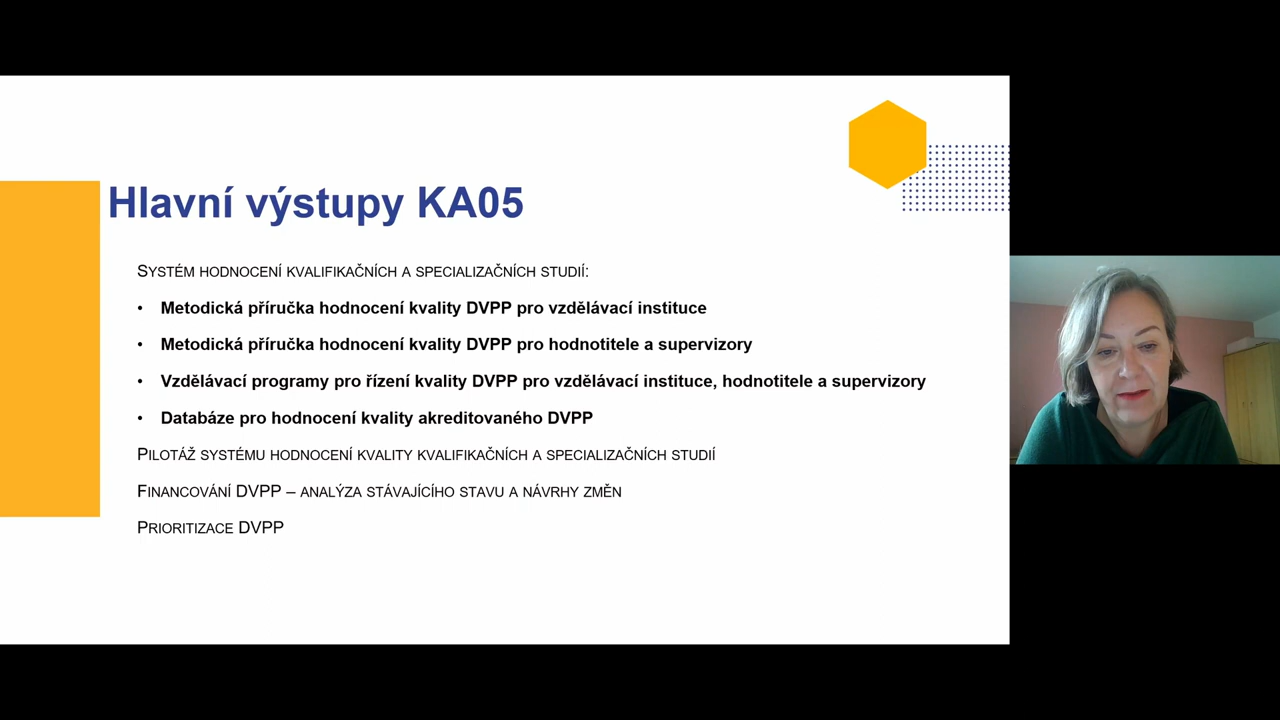 Hlavní výstupy KA05
Systém hodnocení kvalifikačních a specializačních studií:
• Metodická příručka hodnocení kvality DVPP pro vzdělávací instituce
• Metodická příručka hodnocení kvality DVPP pro hodnotitele a supervizory
• Vzdělávací programy pro řízení kvality DVPP pro vzdělávací instituce, hodnotitele a supervizory
• Databáze pro hodnocení kvality akreditovaného DVPP
Pilotáž systému hodnocení kvality kvalifikačních a specializačních studií
Financování DVPP – analýza stávajícího stavu a návrhy změn
Prioritizace DVPP